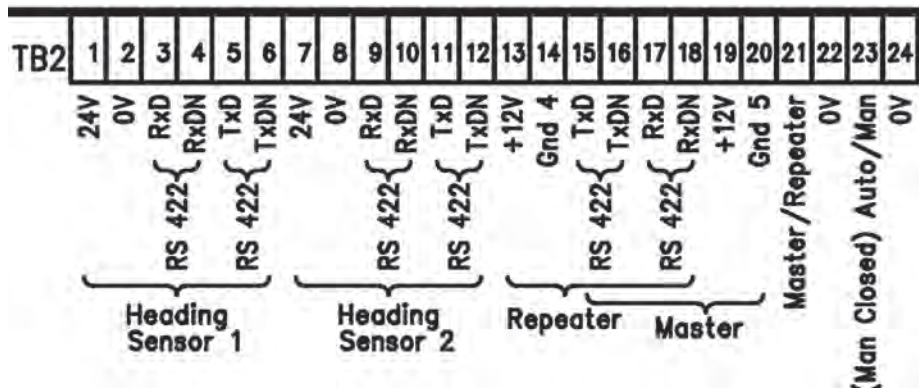 TB2 1 2 3 4 5 6 7 8 9 10 11 12 13 14 15 16 17 18 19 20 21 22 23 24
24V
0V
RxD
RxDN
TxD
TxDN
24V
0V
RxD
RxDN
TxD
TxDN
+12V
Gnd 4
TxD
TxDN
RxD
RxDN
+12V
Gnd 5
Master/Repeater
0V
(Man Closed) Auto/Man
0V
RS 422
RS 422
RS 422
RS 422
RS 422
RS 422
Heading
Sensor 1
Heading
Sensor 2
Repeater
Master